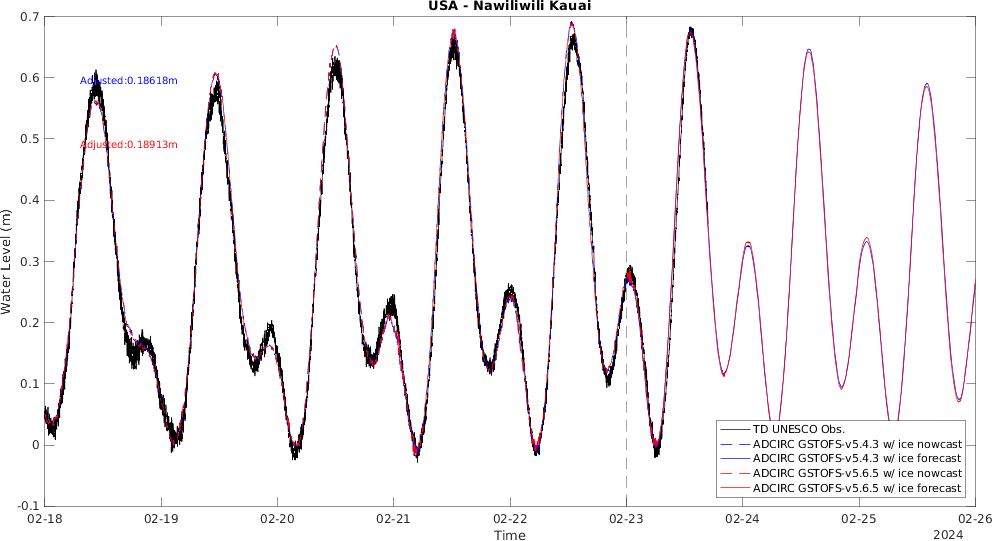 USA - Nawiliwili Kauai
0.7
0.6
0.5
0.4
0.3
0.2
0.1
0
-0.1
Water Level (m)
Adjusted:0.18618m
Adjusted:0.18913m
TD UNESCO Obs.
ADCIRC GSTOFS-v5.4.3 w/ ice nowcast
ADCIRC GSTOFS-v5.4.3 w/ ice forecast
ADCIRC GSTOFS-v5.6.5 w/ ice nowcast
ADCIRC GSTOFS-v5.6.5 w/ ice forecast
02-18 02-19 02-20 02-21 02-22 02-23 02-24 02-25 02-26
Time
2024